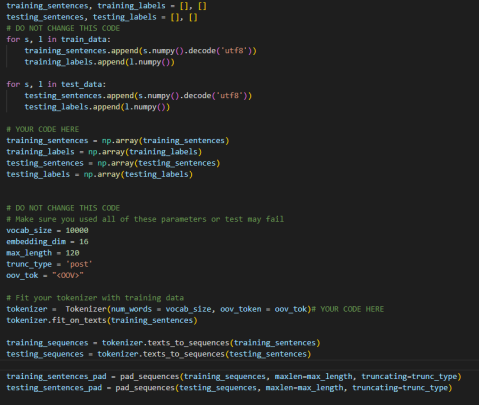 training_sentences, training_labels = [], []
testing_sentences, testing_labels = [], []
# DO NOT CHANGE THIS CODE
for s, l in train_data:
    training_sentences.append(s.numpy().decode('utf8'))
    training_labels.append(l.numpy())

for s, l in test_data:
    testing_sentences.append(s.numpy().decode('utf8'))
    testing_labels.append(l.numpy())

# YOUR CODE HERE
training_sentences = np.array(training_sentences)
training_labels = np.array(training_labels)
testing_sentences = np.array(testing_sentences)
testing_labels = np.array(testing_labels)

# DO NOT CHANGE THIS CODE
# Make sure you used all of these parameters or test may fail
vocab_size = 10000
embedding_dim = 16
max_length = 120
trunc_type = 'post'
oov_tok = "<OOV>"

# Fit your tokenizer with training data
tokenizer =  Tokenizer(num_words = vocab_size, oov_token = oov_tok)# YOUR CODE HERE
tokenizer.fit_on_texts(training_sentences)

training_sequences = tokenizer.texts_to_sequences(training_sentences)
testing_sequences = tokenizer.texts_to_sequences(testing_sentences)

training_sentences_pad = pad_sequences(training_sequences, maxlen=max_length, truncating=trunc_type)
testing_sentences_pad = pad_sequences(testing_sequences, maxlen=max_length, truncating=trunc_type)